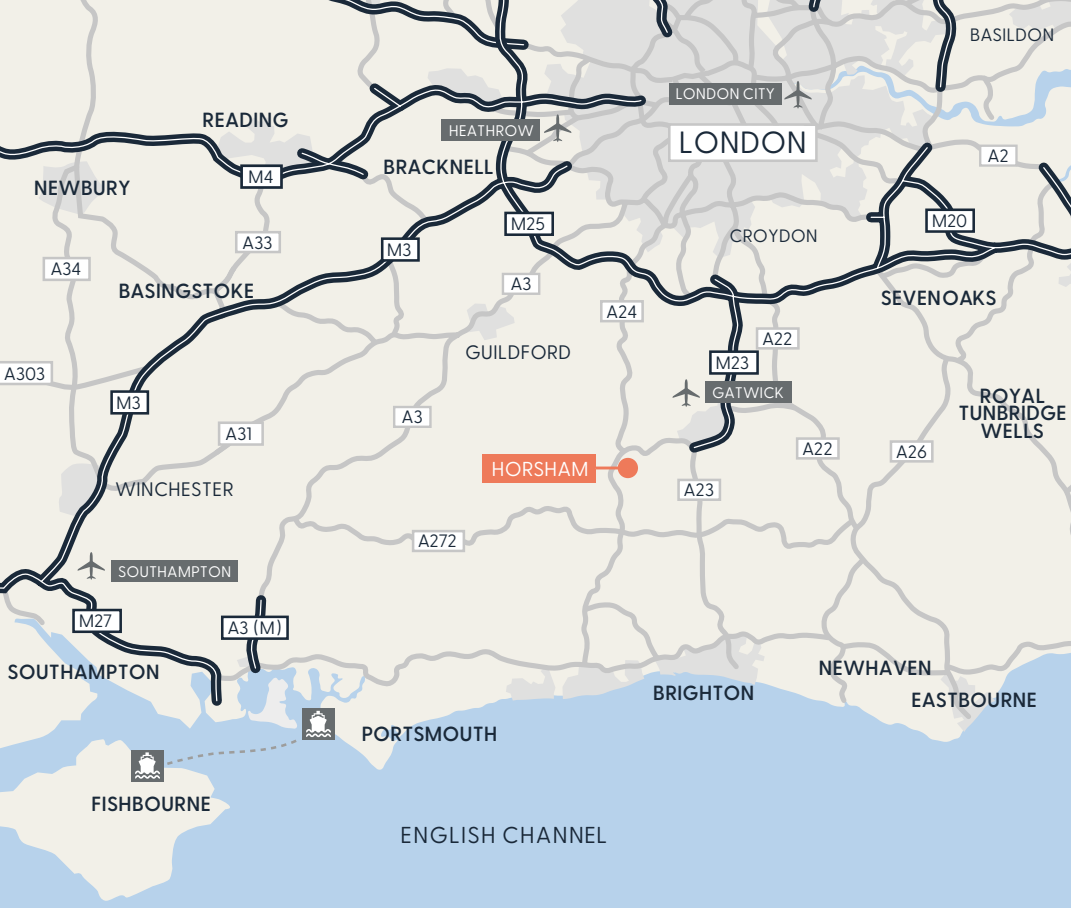 BASILDON
LONDON CITY
READING
HEATHROW
LONDON
A2
BRACKNELL
M4
NEWBURY
M25
M20
CROYDON
A33
M3
A34
A3
BASINGSTOKE
SEVENOAKS
A24
A22
GUILDFORD
M23
A303
GATWICK
M3
ROYAL
TUNBRIDGE
WELLS
A3
A31
A22
A26
HORSHAM
WINCHESTER
A23
A272
SOUTHAMPTON
M27
A3 (M)
SOUTHAMPTON
NEWHAVEN
BRIGHTON
EASTBOURNE
PORTSMOUTH
FISHBOURNE
ENGLISH CHANNEL